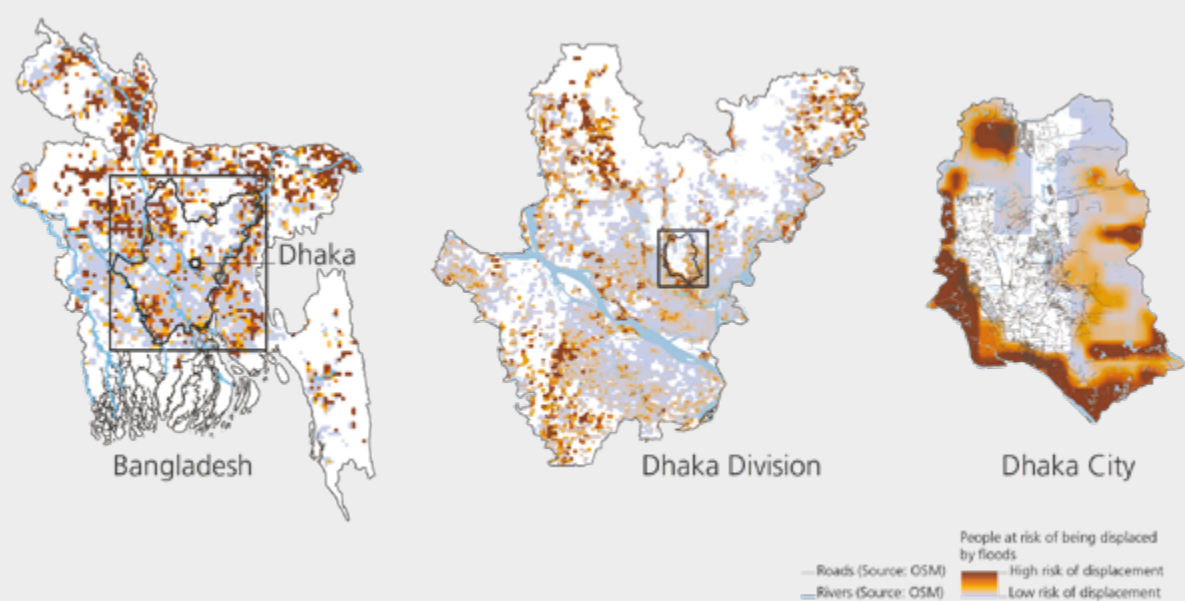 Dhaka
Bangladesh
Dhaka Division
Dhaka City
People at risk of being displaced
by floods
Roads (Source: OSM)
High risk of displacement
Rivers (Source: OSM)
Low risk of displacement